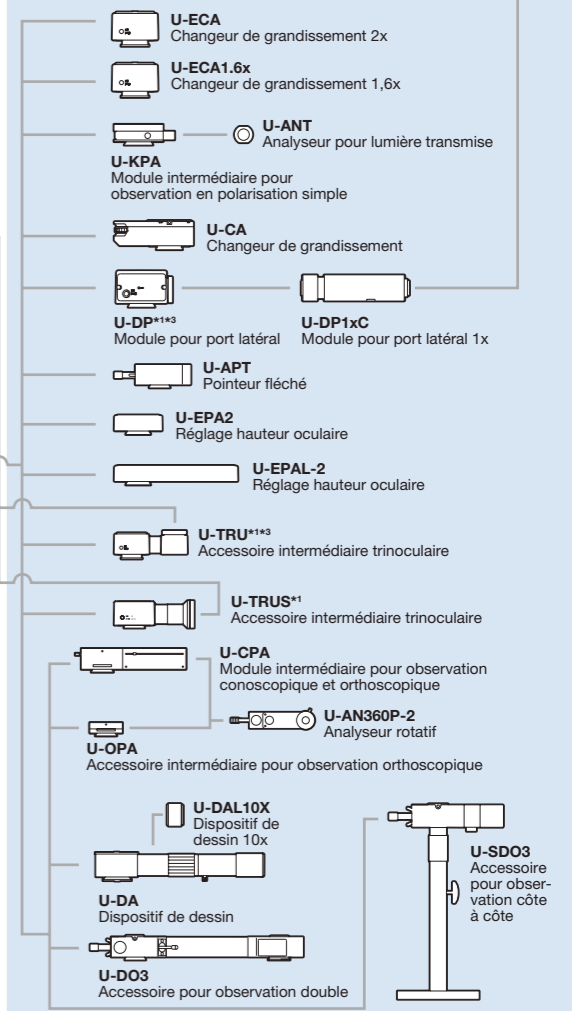 U-ECA
Changeur de grandissement 2x
U-ECA1.6x
Changeur de grandissement 1,6x
U-ANT
Analyseur pour lumière transmise
U-KPA
Module intermédiaire pour
observation en polarisation simple
U-CA
Changeur de grandissement
U-DP*1*3
Module pour port latéral
U-DP1xC
Module pour port latéral 1x
U-APT
Pointeur fléché
U-EPA2
Réglage hauteur oculaire
U-EPAL-2
Réglage hauteur oculaire
U-TRU*1*3
Accessoire intermédiaire trinoculaire
U-TRUS*1
Accessoire intermédiaire trinoculaire
U-CPA
Module intermédiaire pour observation
conoscopique et orthoscopique
U-AN360P-2
Analyseur rotatif
U-OPA
Accessoire intermédiaire pour observation orthoscopique
U-DAL10X
Dispositif de
dessin 10x
U-DA
Dispositif de dessin
U-SDO3
Accessoire
pour obser-
vation côte
à côte
U-DO3
Accessoire pour observation double